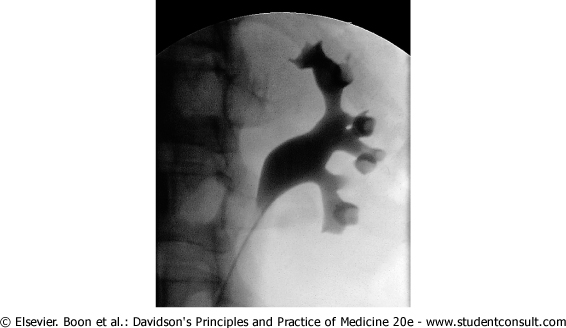 © Elsevier. Boon et al.: Davidson's Principles and Practice of Medicine 20e - www.studentconsult.com